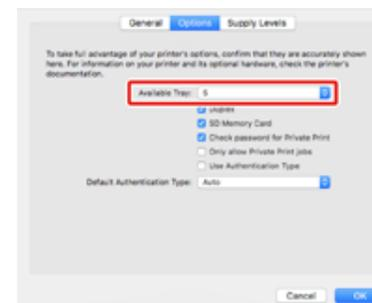 General Options Supply Levels
To take full advantage of your printer's options, confirm that they are accurately shown
here. For information on your printer and its optional hardware, check the printer's
documentation.
Available Tray: 5
Duplex
SD Memory Card
Check password for Private Print
Only allow Private Print jobs
Use Authentication Type
Default Authentication Type: Auto
Cancel OK